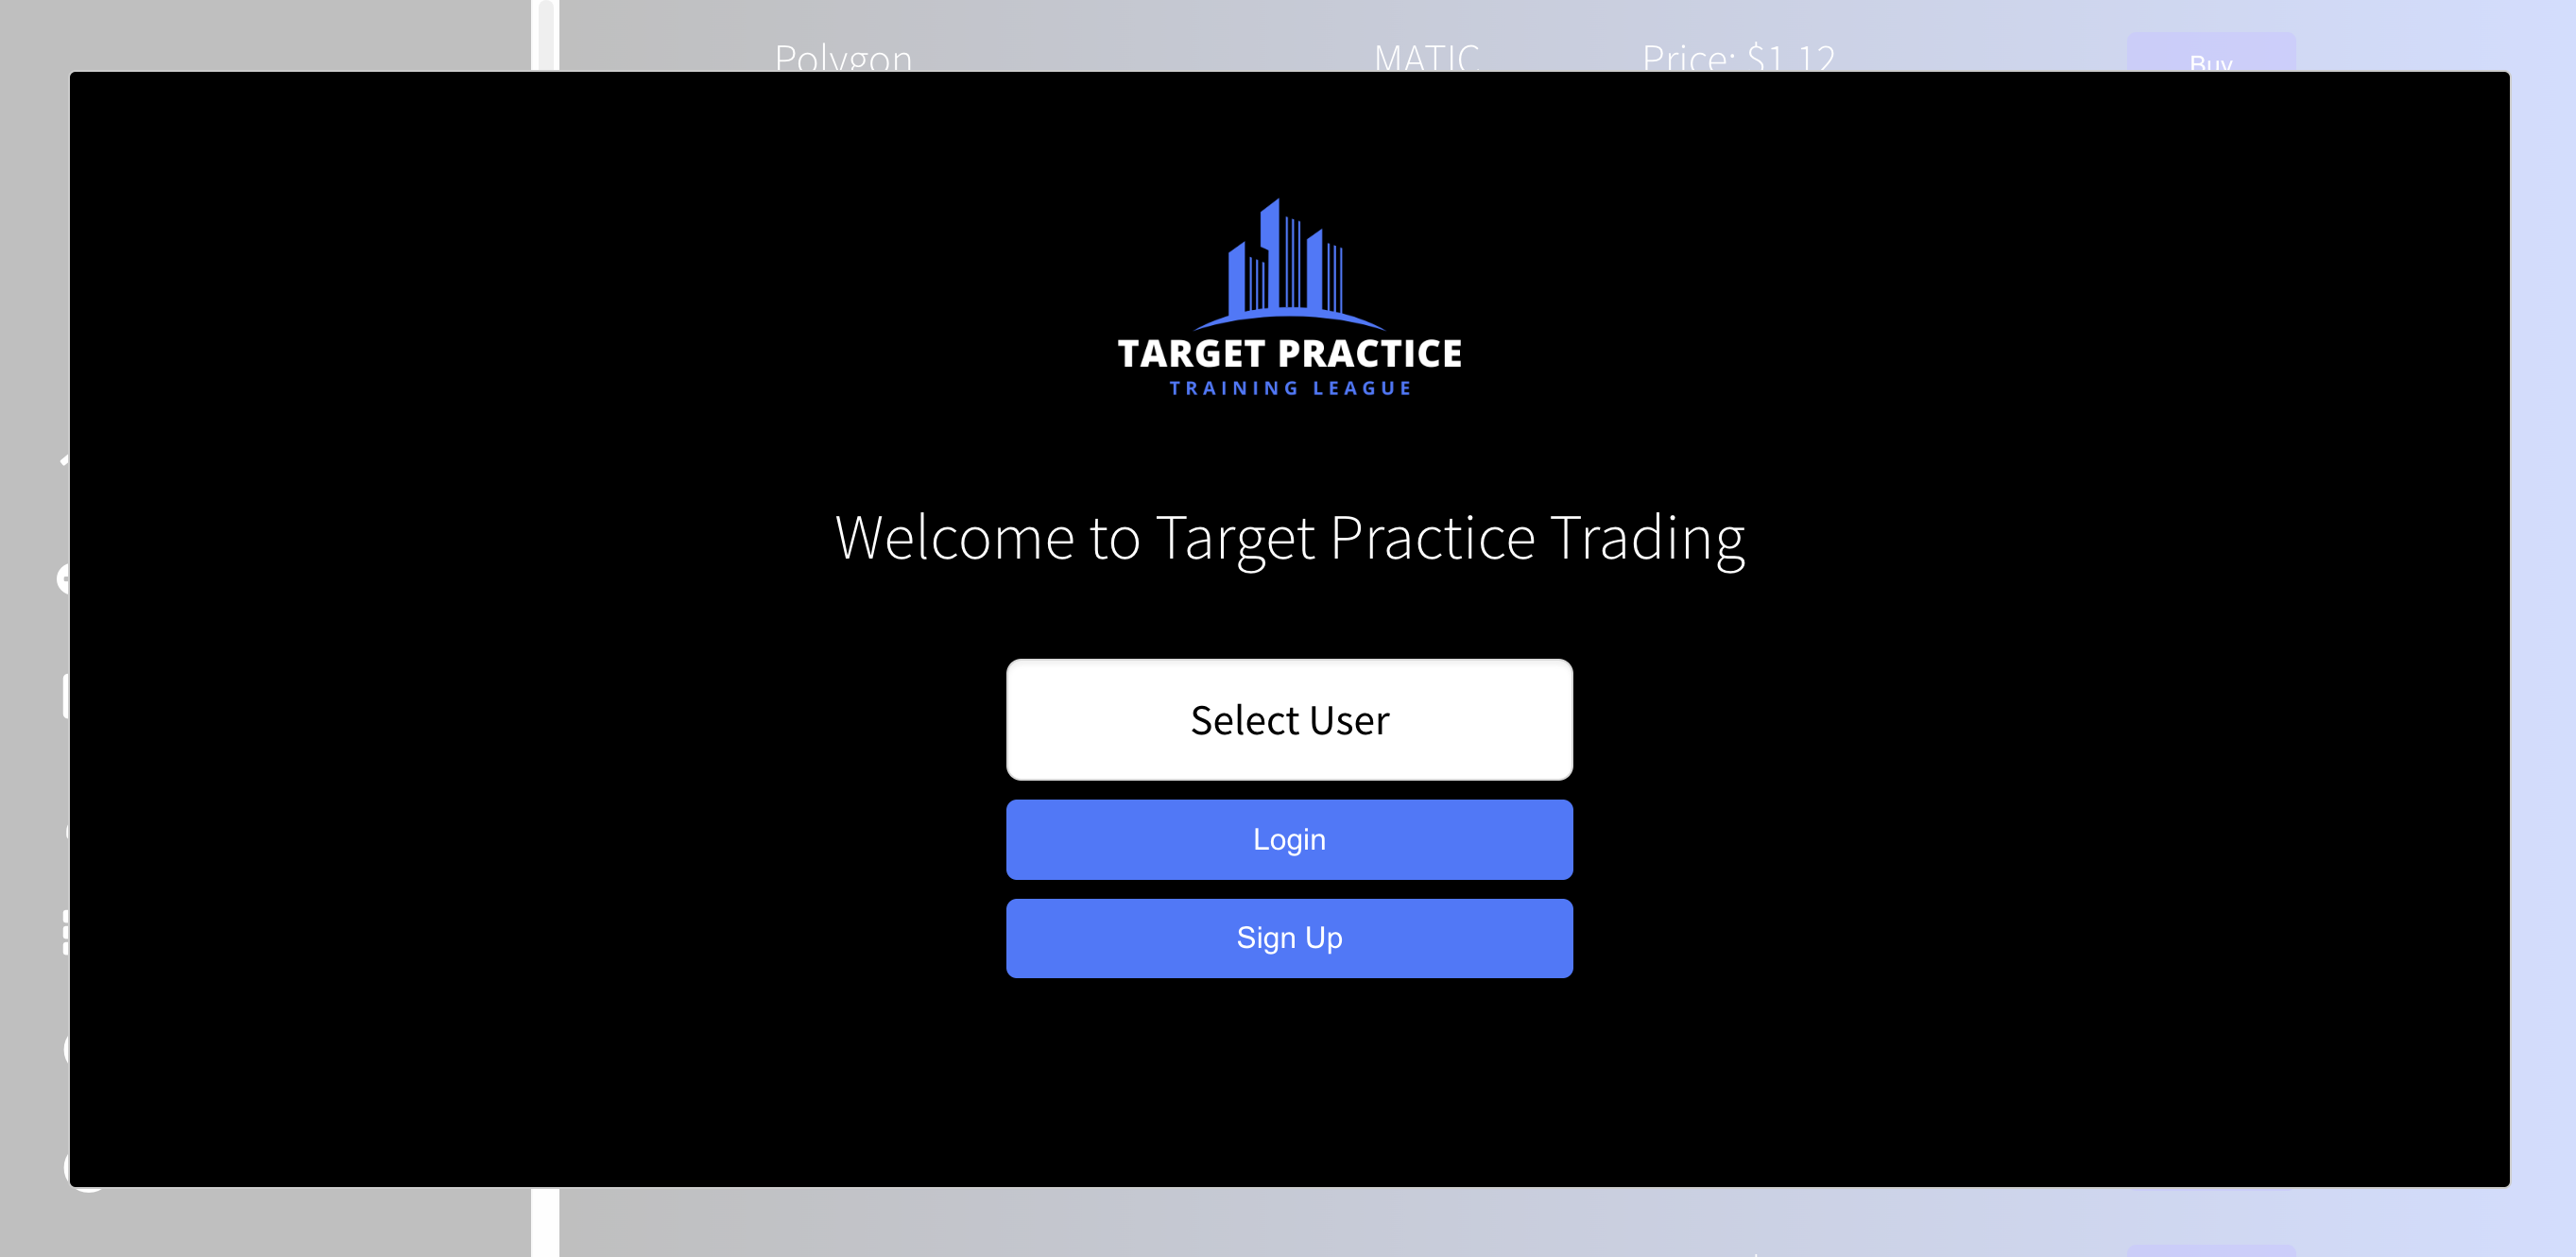 Polygon MATIC Price: $1.12 Buy
TARGET PRACTICE
TRAINING LEAGUE
Welcome to Target Practice Trading
Select User
Login
Sign Up